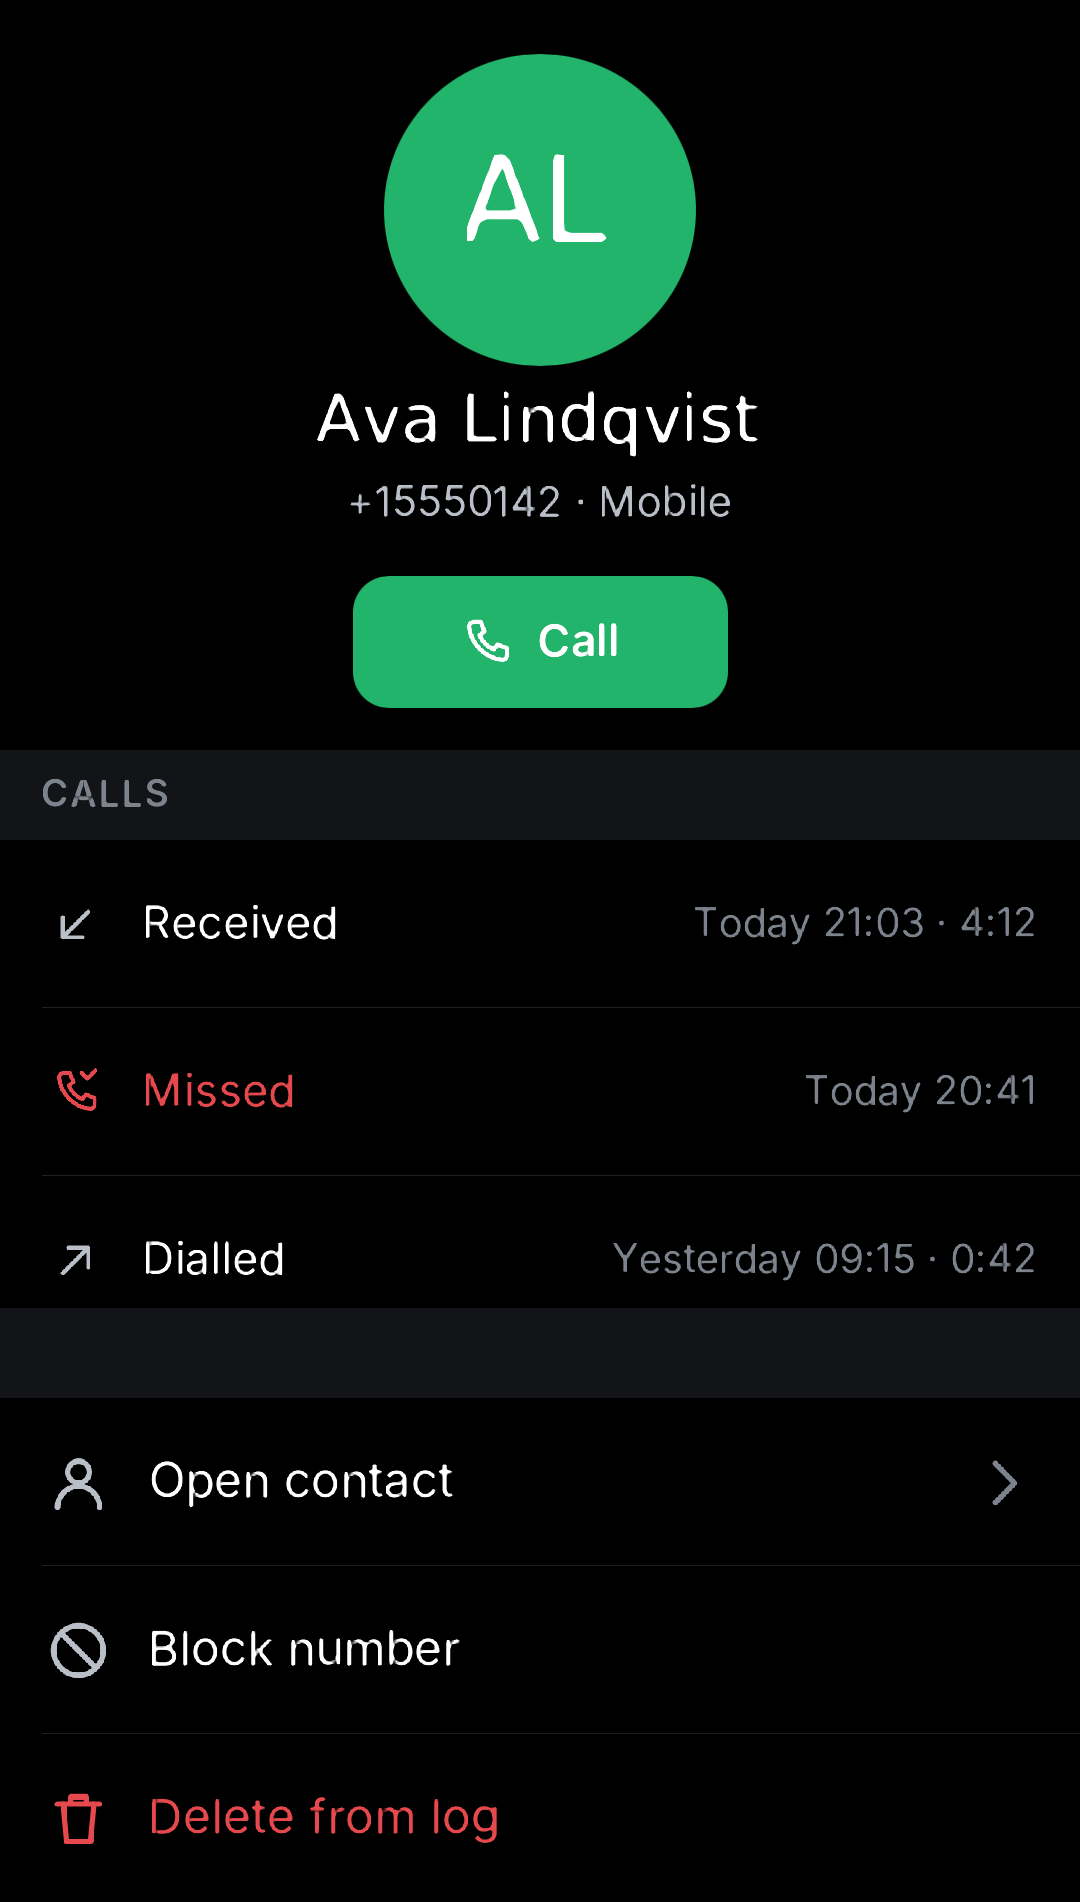 AL
Ava Lindqvist
+15550142 · Mobile
Call
CALLS
Received Today 21:03 · 4:12
Missed Today 20:41
Dialled Yesterday 09:15 · 0:42
Open contact
Block number
Delete from log